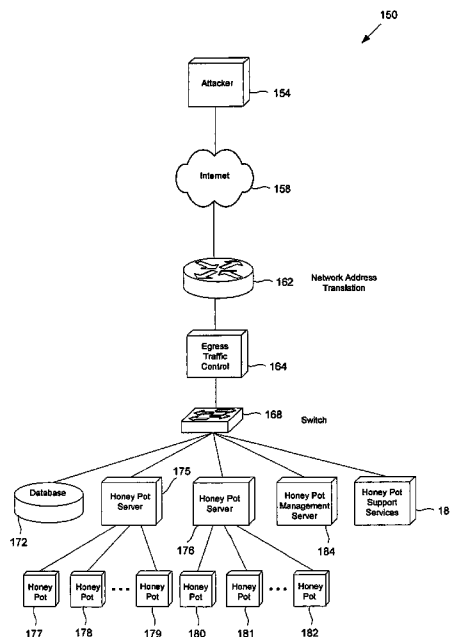 150
Attacker
154
Internet
158
162
Network Address
Translation
Egress
Traffic
Control
164
168
Switch
Database
172
Honey Pot
Server
175
Honey Pot
Server
176
Honey Pot
Management
Server
184
Honey Pot
Support
Services
18
Honey
Pot
177
Honey
Pot
178
Honey
Pot
179
Honey
Pot
180
Honey
Pot
181
Honey
Pot
182